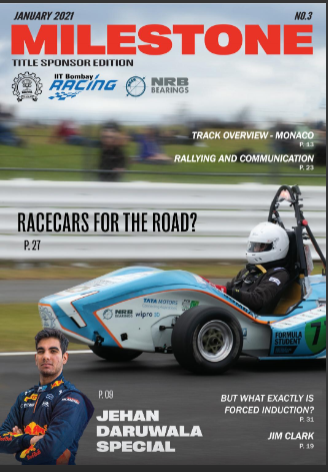 JANUARY 2021
NO.3
MILESTONE
TITLE SPONSOR EDITION
IIT Bombay
RACING
NRB
BEARINGS
TRACK OVERVIEW - MONACO
P. 13
RALLYING AND COMMUNICATION
P. 23
RACECARS FOR THE ROAD?
P. 27
TATA MOTORS
NRB
wipro
FORMULA
STUDENT
7
P. 09
JEHAN
DARUWALA
SPECIAL
BUT WHAT EXACTLY IS
FORCED INDUCTION?
P. 31
JIM CLARK
P. 19